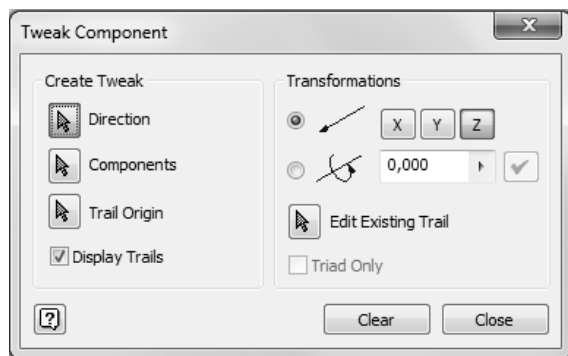 Tweak Component
Create Tweak
Direction
Components
Trail Origin
Display Trails
Transformations
X Y Z
0,000
Edit Existing Trail
Triad Only
Clear Close